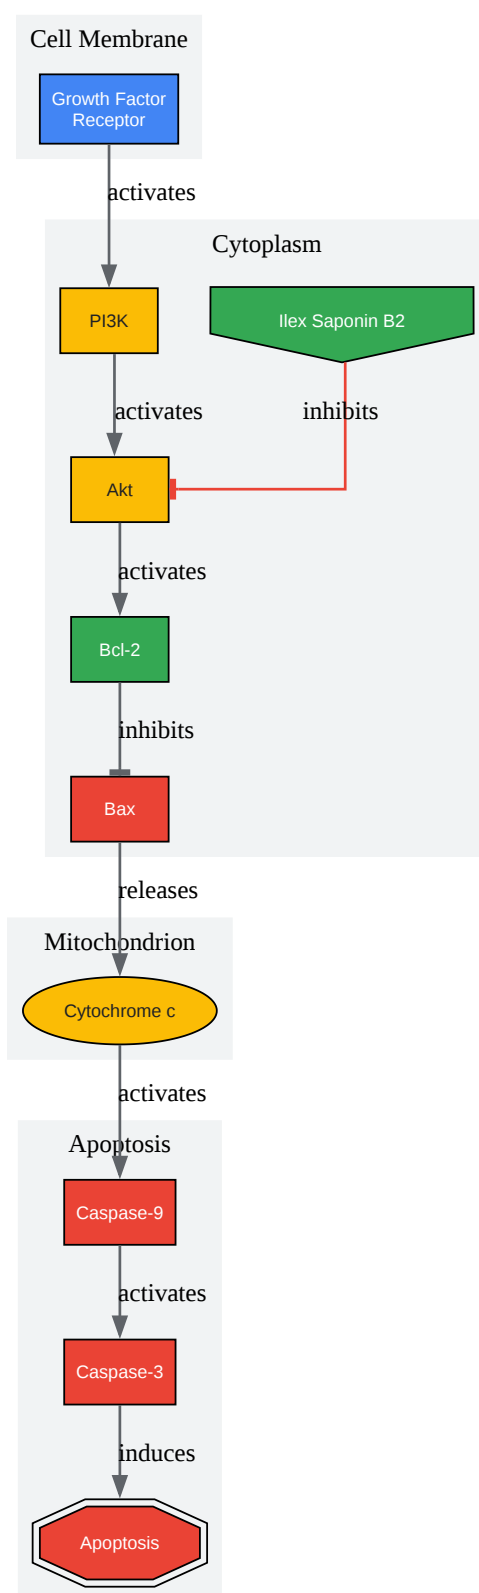 Cell Membrane
Growth Factor
Receptor
activates
Cytoplasm
PI3K
Ilex Saponin B2
activates
inhibits
Akt
activates
Bcl-2
inhibits
Bax
releases
Mitochondrion
Cytochrome c
activates
Apoptosis
Caspase-9
activates
Caspase-3
induces
Apoptosis